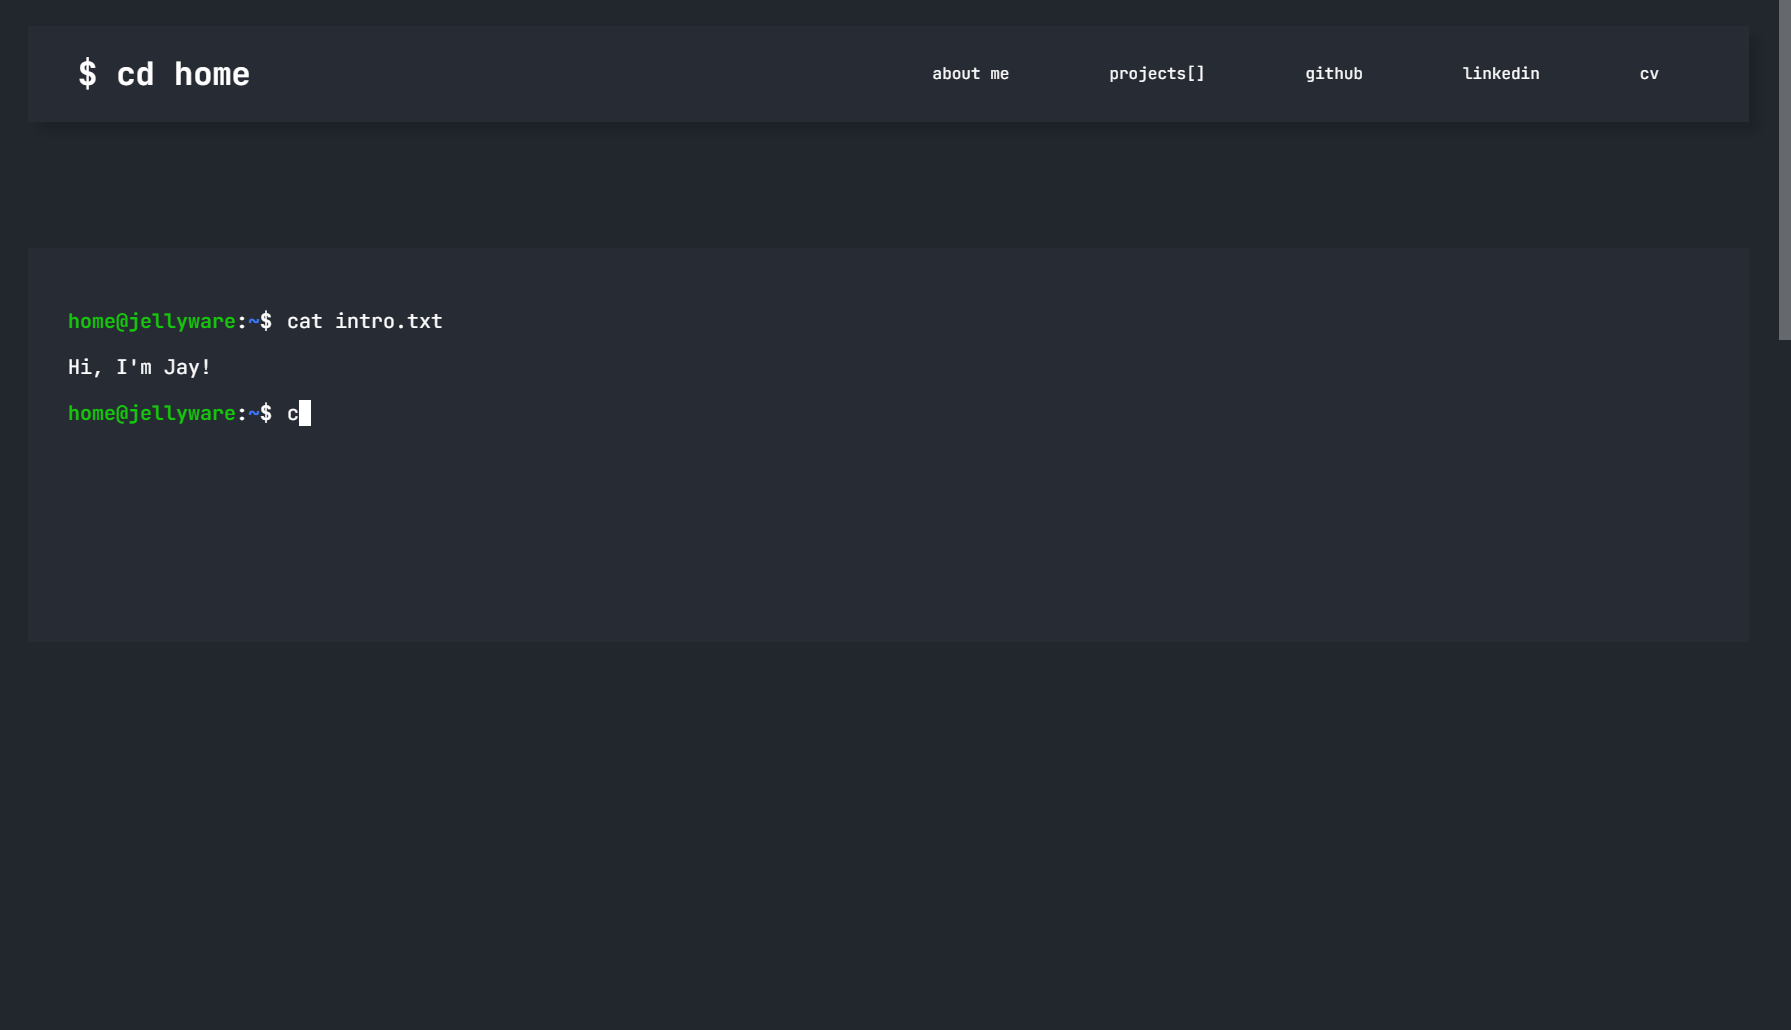 $ cd home
about me projects[] github linkedin cv
home@jellyware:~$ cat intro.txt
Hi, I'm Jay!
home@jellyware:~$ c